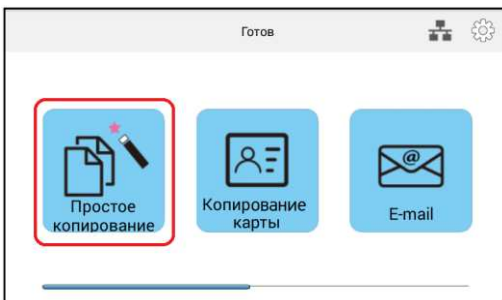 Готов
Простое
копирование
Копирование
карты
E-mail